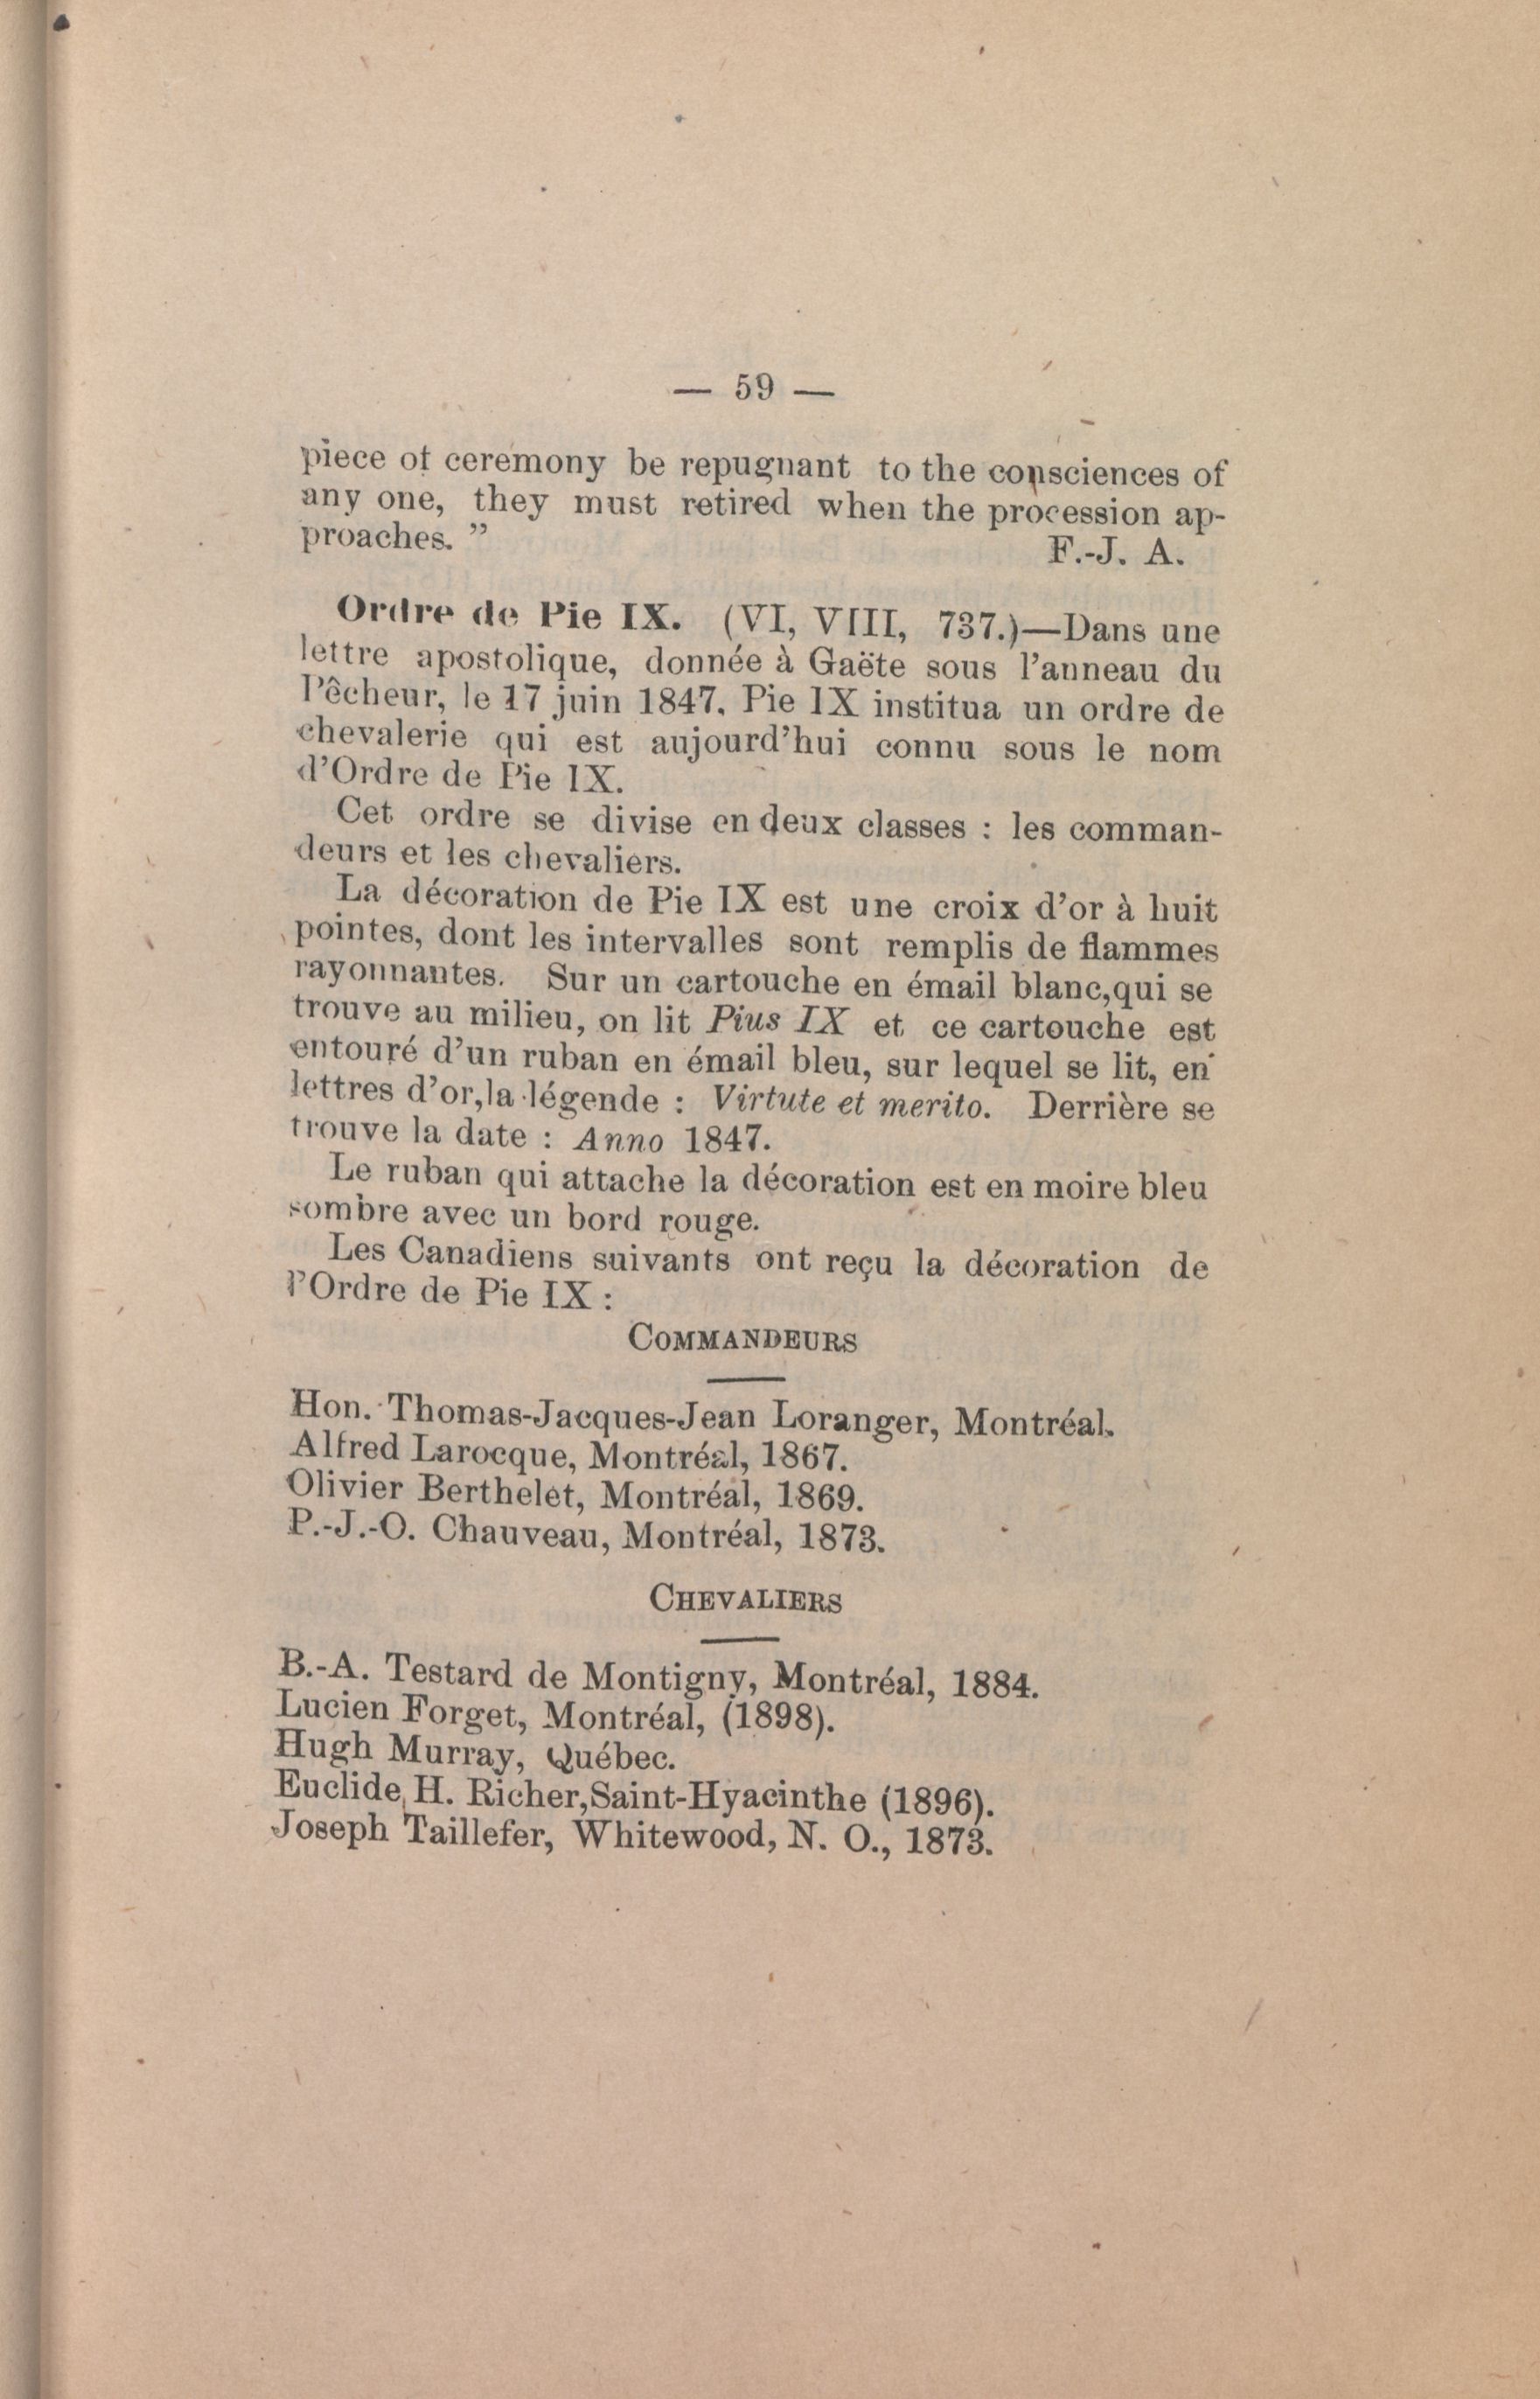 — 59 —
piece of ceremony be repugnant to the consciences of
any one, they must retired when the procession ap-
proaches. ”
F.-J. A.
Ordre de Pie IX. (VI, VIII, 737.)—Dans une
lettre apostolique, donnée à Gaëte sous l’anneau du
Pêcheur, le 17 juin 1847, Pie IX institua un ordre de
chevalerie qui est aujourd’hui connu sous le nom
d’Ordre de Pie IX.
Cet ordre se divise en deux classes : les comman-
deurs et les chevaliers.
La décoration de Pie IX est une croix d’or à huit
pointes, dont les intervalles sont remplis de flammes
rayonnantes. Sur un cartouche en émail blanc,qui se
trouve au milieu, on lit Pius IX et ce cartouche est
entouré d’un ruban en émail bleu, sur lequel se lit, en
lettres d’or,la légende : Virtute et merito. Derrière se
trouve la date : Anno 1847.
Le ruban qui attache la décoration est en moire bleu
sombre avec un bord rouge.
Les Canadiens suivants ont reçu la décoration de
l’Ordre de Pie IX :
COMMANDEURS
Hon. Thomas-Jacques-Jean Loranger, Montréal.
Alfred Larocque, Montréal, 1867.
Olivier Berthelet, Montréal, 1869.
P.-J.-O. Chauveau, Montréal, 1873.
CHEVALIERS
B.-A. Testard de Montigny, Montréal, 1884.
Lucien Forget, Montréal, (1898).
Hugh Murray, Québec.
Euclide H. Richer,Saint-Hyacinthe (1896).
Joseph Taillefer, Whitewood, N. O., 1873.